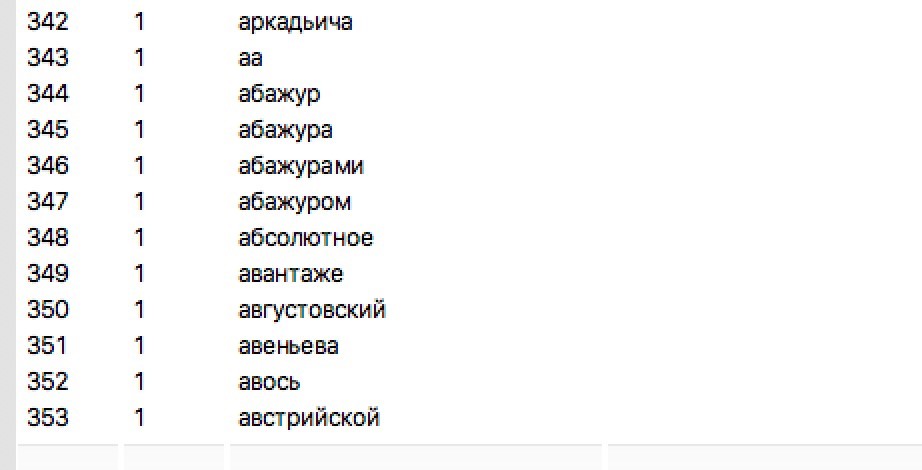 342 1 аркадьича
343 1 аа
344 1 абажур
345 1 абажура
346 1 абажурами
347 1 абажуром
348 1 абсолютное
349 1 авантаже
350 1 августовский
351 1 авеньева
352 1 авось
353 1 австрийской